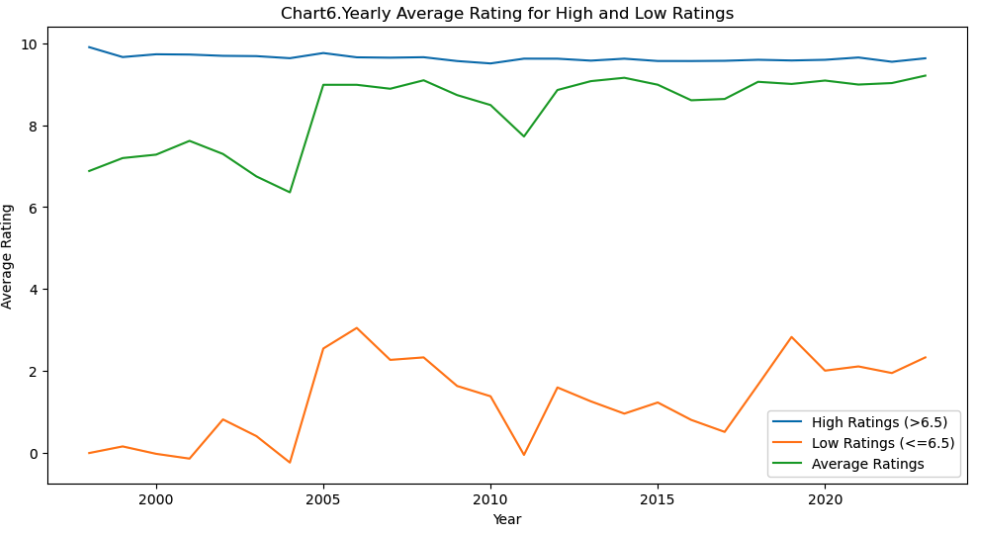 Chart6.Yearly Average Rating for High and Low Ratings
Average Rating
10
8
6
4
2
0
2000
2005
2010
2015
2020
Year
High Ratings (>6.5)
Low Ratings (<=6.5)
Average Ratings